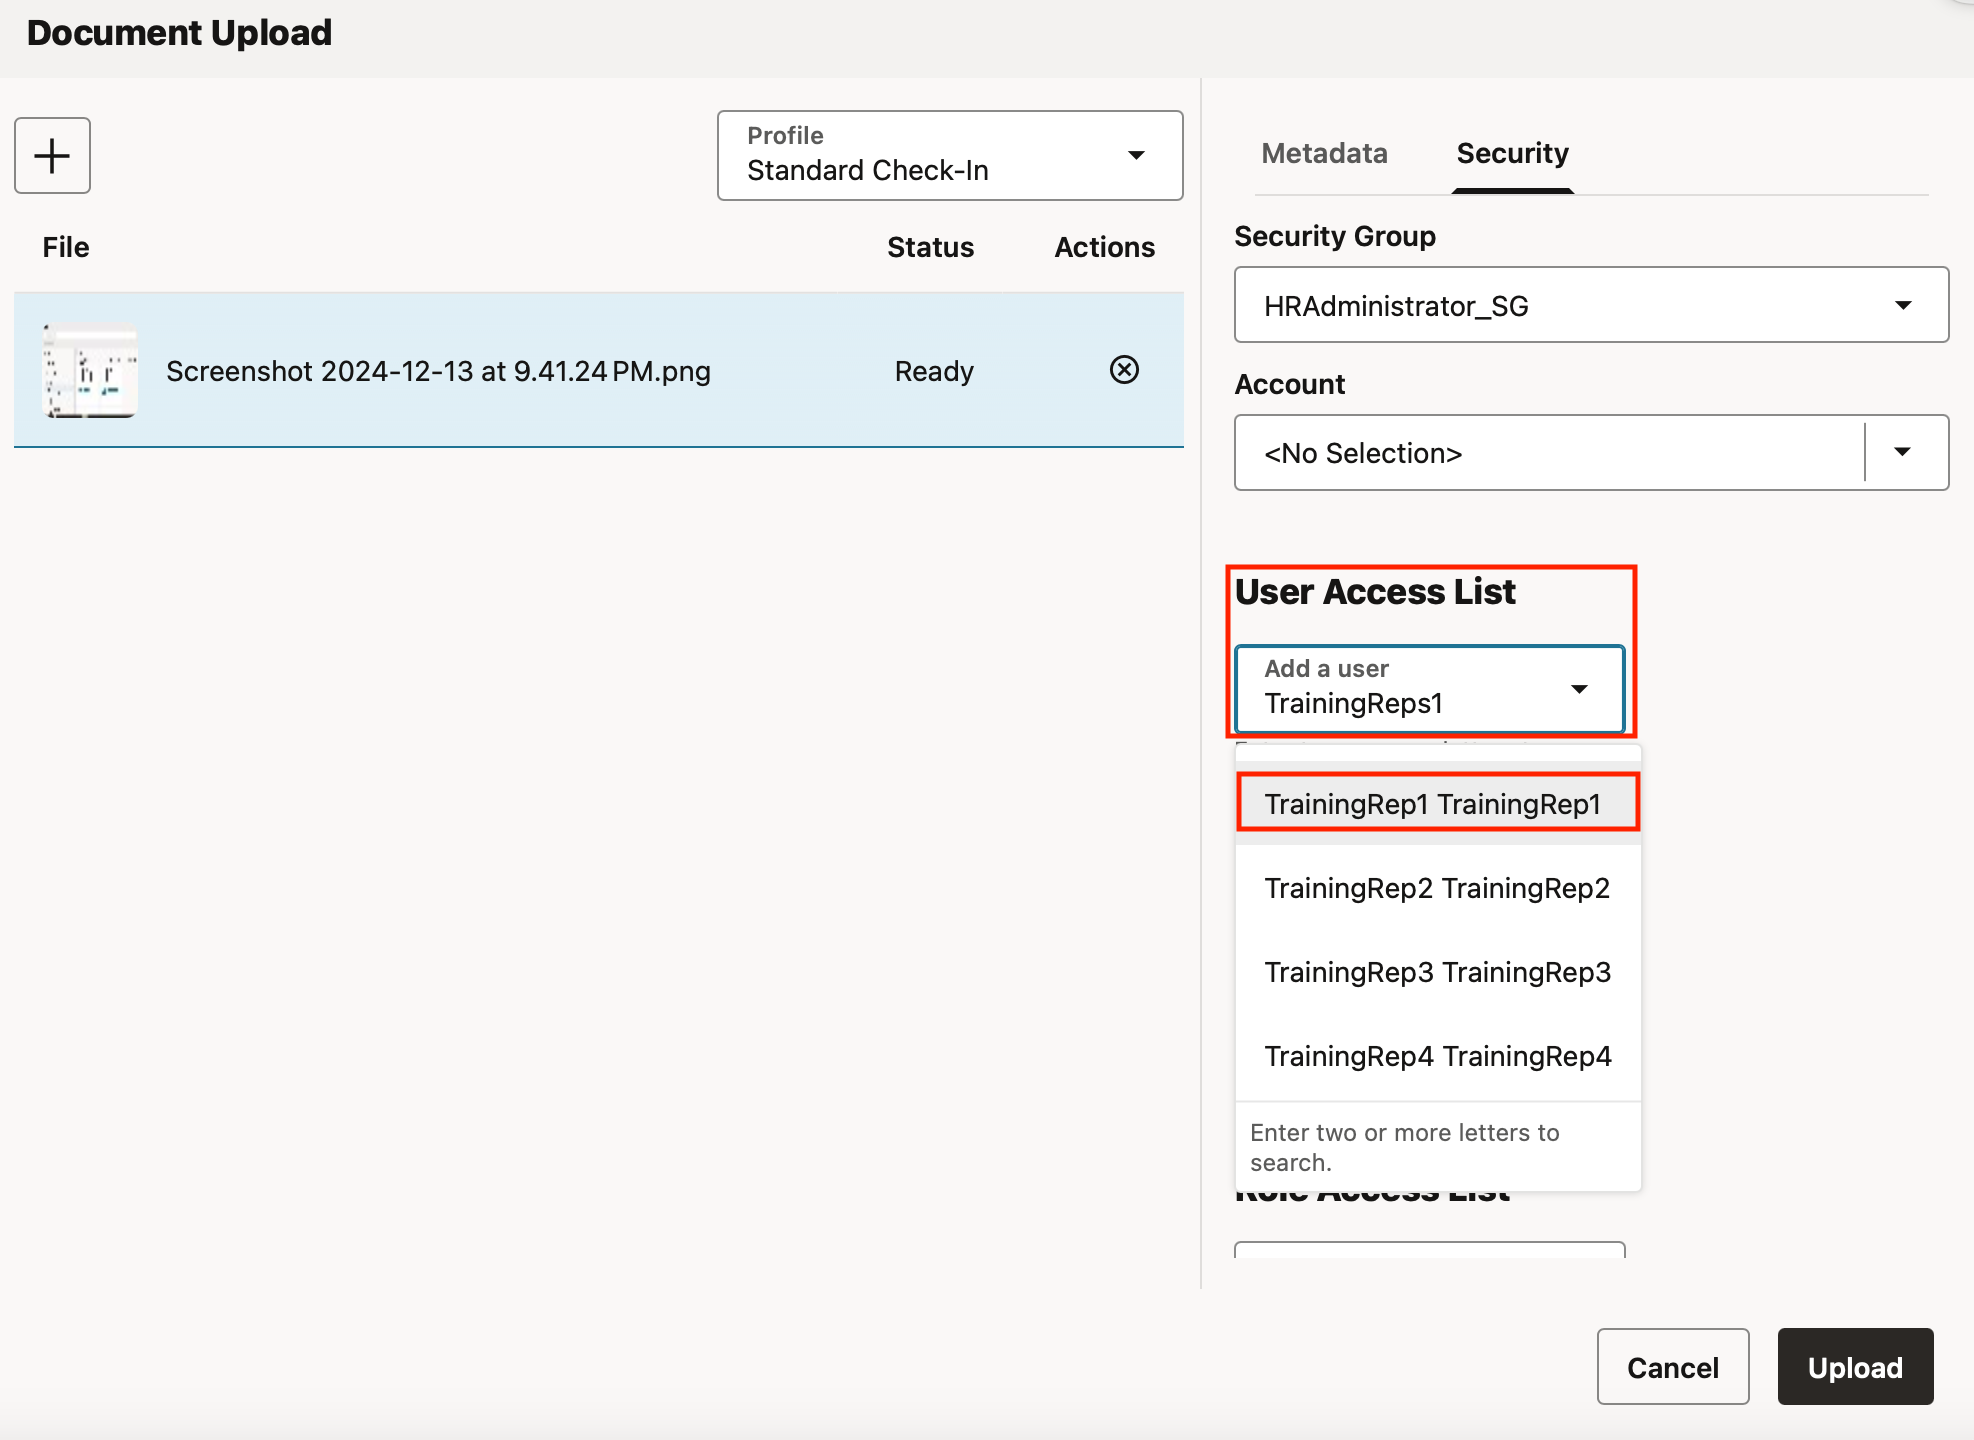 Document Upload
Profile
Standard Check-In
File
Status
Actions
Screenshot 2024-12-13 at 9.41.24 PM.png
Ready
Metadata
Security
Security Group
HRAdministrator_SG
Account
<No Selection>
User Access List
Add a user
TrainingReps1
TrainingRep1 TrainingRep1
TrainingRep2 TrainingRep2
TrainingRep3 TrainingRep3
TrainingRep4 TrainingRep4
Enter two or more letters to
search.
Role Access List
Cancel
Upload